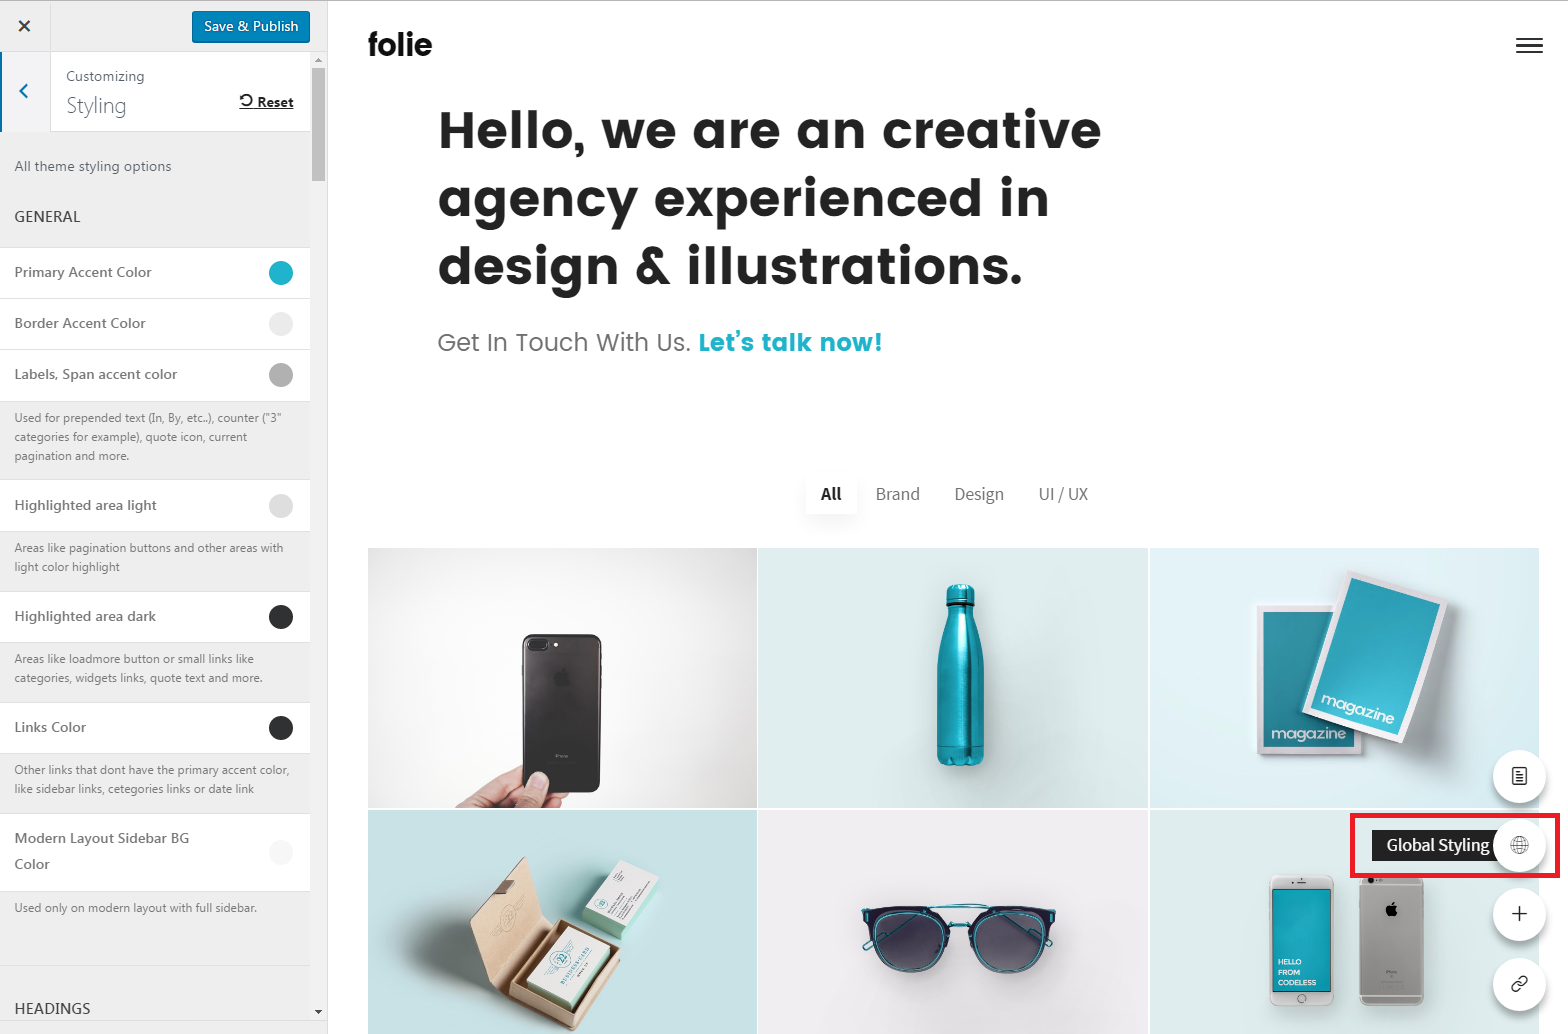 Save & Publish
Customizing
Styling
Reset
All theme styling options
GENERAL
Primary Accent Color
Border Accent Color
Labels, Span accent color
Used for prepended text (In, By, etc..), counter ("3"
categories for example), quote icon, current
pagination and more.
Highlighted area light
Areas like pagination buttons and other areas with
light color highlight
Highlighted area dark
Areas like loadmore button or small links like
categories, widgets links, quote text and more.
Links Color
Other links that dont have the primary accent color,
like sidebar links, cetegories links or date link
Modern Layout Sidebar BG
Color
Used only on modern layout with full sidebar.
HEADINGS
folie
Hello, we are an creative
agency experienced in
design & illustrations.
Get In Touch With Us. Let's talk now!
All
Brand
Design
UI / UX
iPhone
magazine
magazine
22
BUSINESS CARD
Global Styling
HELLO
FROM
CODELESS
iPhone